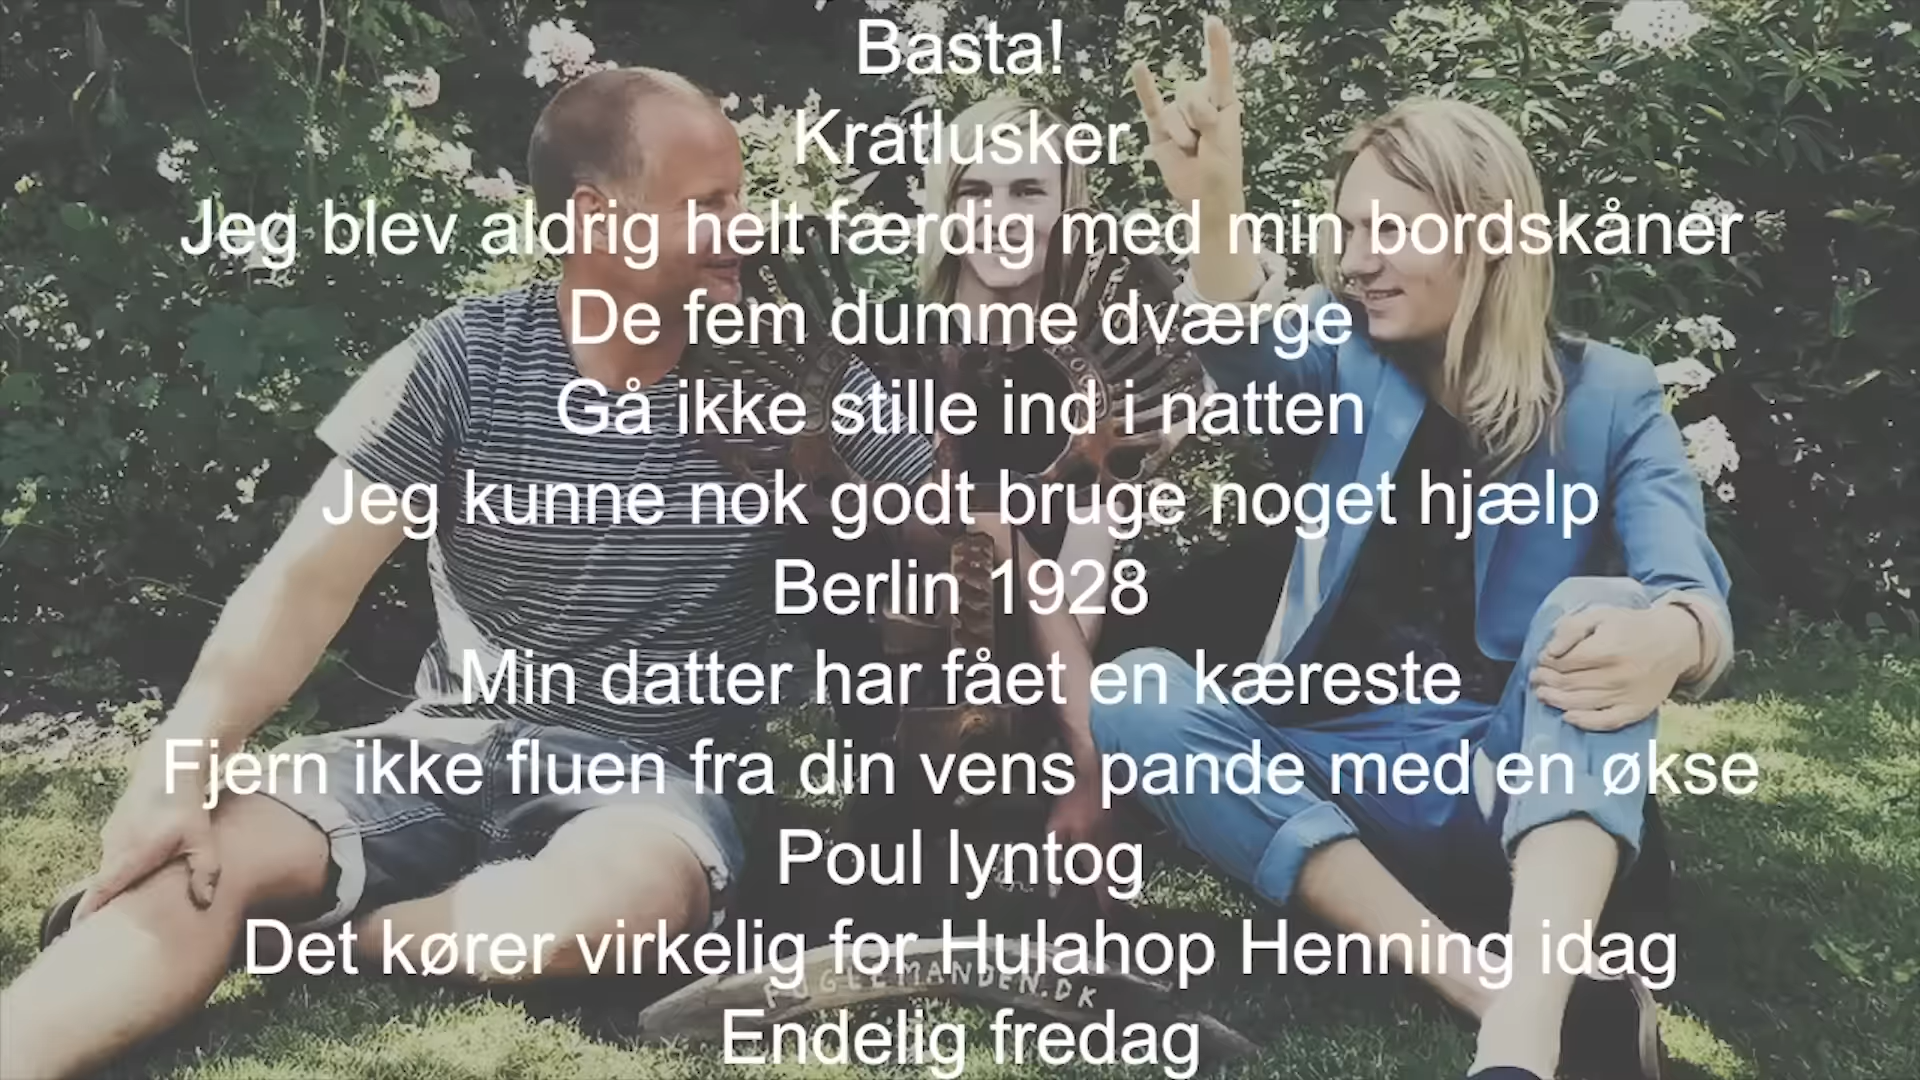 Basta!
Kratlusker
Jeg blev aldrig helt færdig med min bordskåner
De fem dumme dværge
Gå ikke stille ind i natten
Jeg kunne nok godt bruge noget hjælp
Berlin 1928
Min datter har fået en kæreste
Fjern ikke fluen fra din vens pande med en økse
Poul lyntog
Det kører virkelig for Hulahop Henning idag
FUGLEMANDEN.DK
Endelig fredag